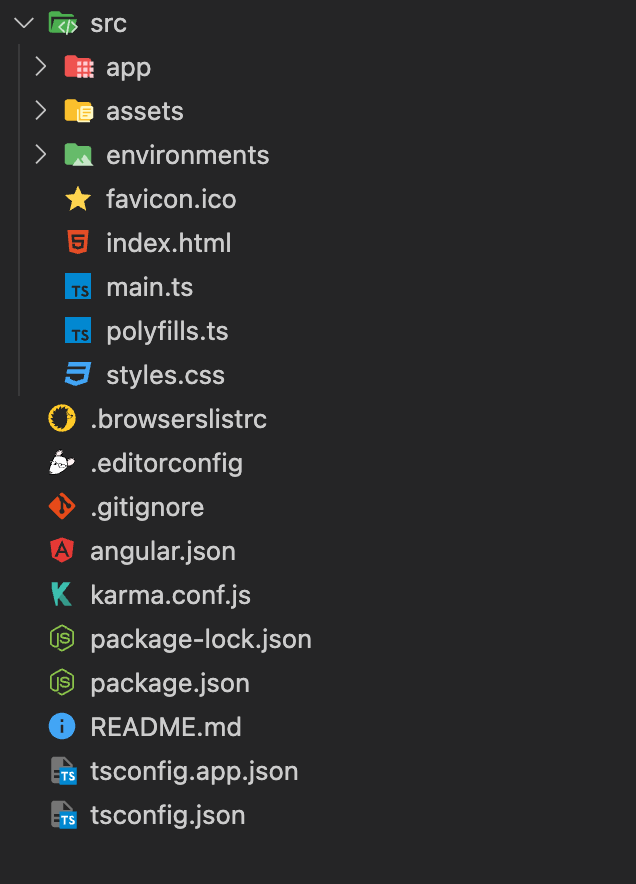 src
app
assets
environments
favicon.ico
index.html
main.ts
polyfills.ts
styles.css
.browserslistrc
.editorconfig
.gitignore
angular.json
karma.conf.js
package-lock.json
package.json
README.md
tsconfig.app.json
tsconfig.json